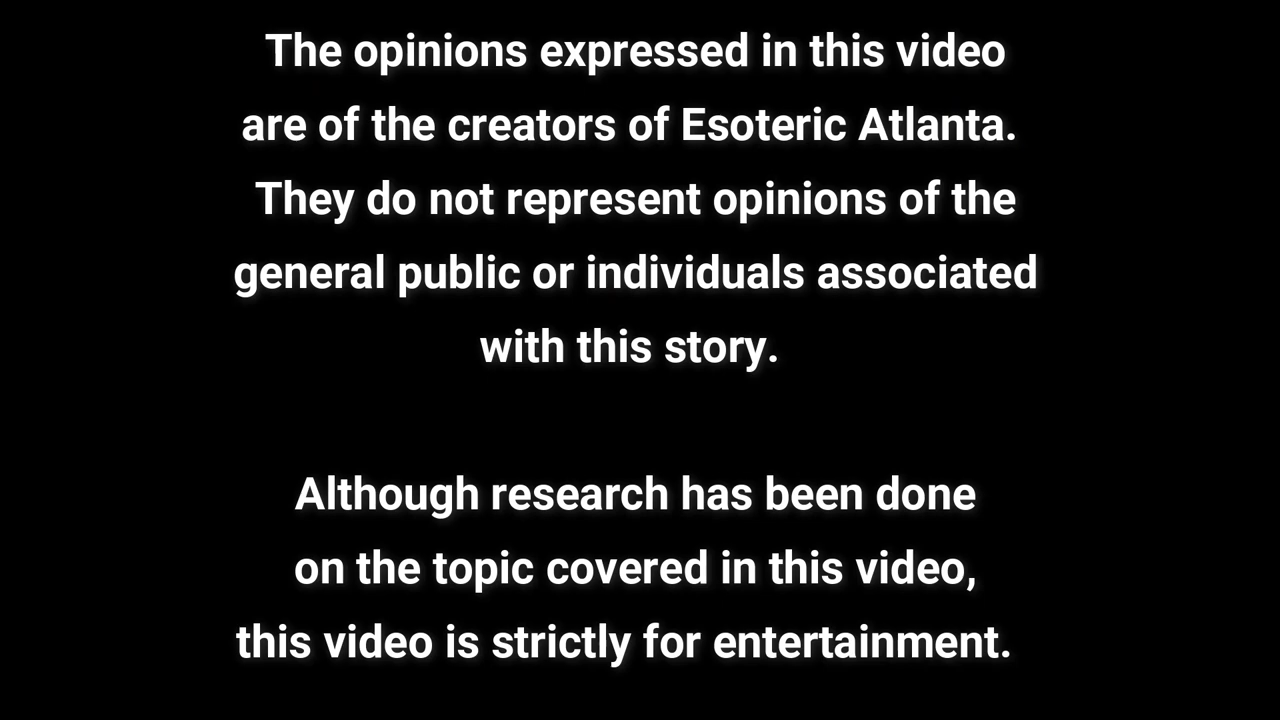 The opinions expressed in this video
are of the creators of Esoteric Atlanta.
They do not represent opinions of the
general public or individuals associated
with this story.
Although research has been done
on the topic covered in this video,
this video is strictly for entertainment.